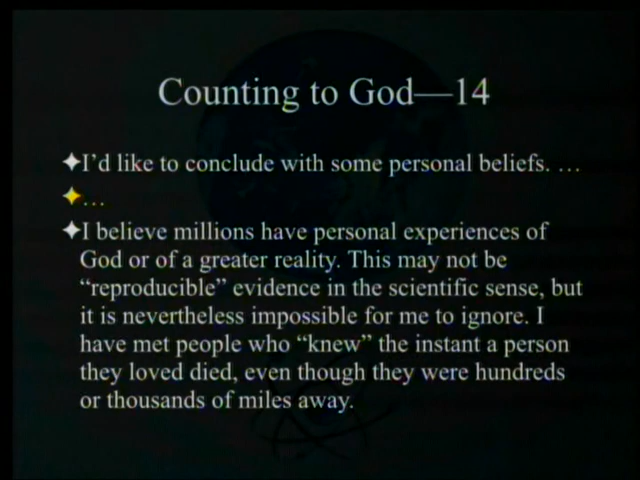 Counting to God—14
✦I’d like to conclude with some personal beliefs. …
✦…
✦I believe millions have personal experiences of
God or of a greater reality. This may not be
“reproducible” evidence in the scientific sense, but
it is nevertheless impossible for me to ignore. I
have met people who “knew” the instant a person
they loved died, even though they were hundreds
or thousands of miles away.